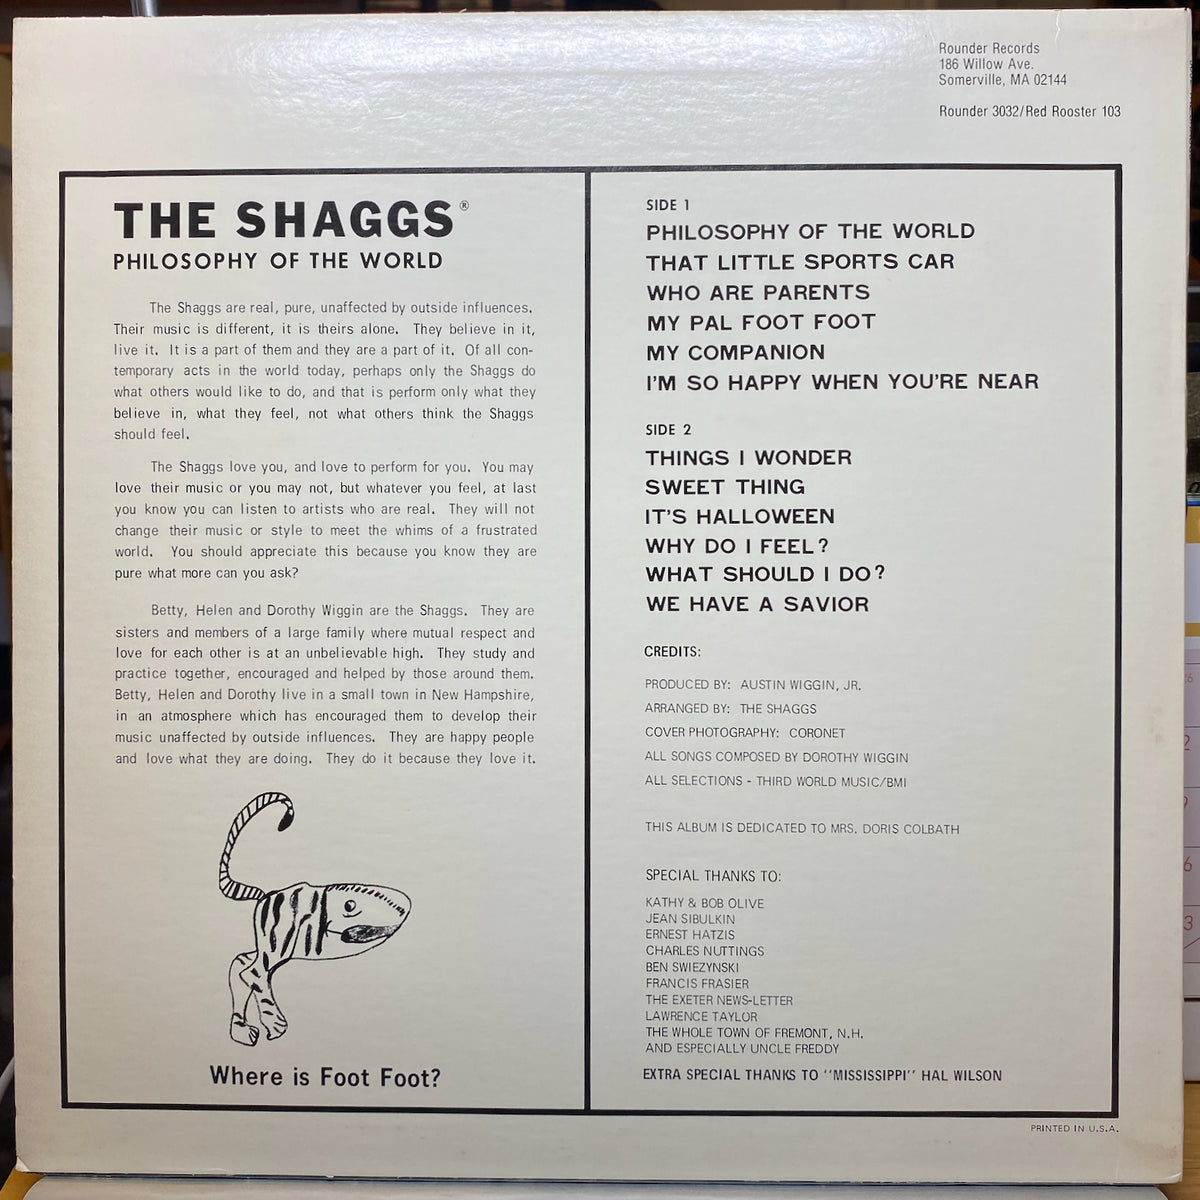 Rounder Records
186 Willow Ave.
Somerville, MA 02144
Rounder 3032/Red Rooster 103
THE SHAGGS®
PHILOSOPHY OF THE WORLD
The Shaggs are real, pure, unaffected by outside influences.
Their music is different, it is theirs alone. They believe in it,
live it. It is a part of them and they are a part of it. Of all con-
temporary acts in the world today, perhaps only the Shaggs do
what others would like to do, and that is perform only what they
believe in, what they feel, not what others think the Shaggs
should feel.
The Shaggs love you, and love to perform for you. You may
love their music or you may not, but whatever you feel, at last
you know you can listen to artists who are real. They will not
change their music or style to meet the whims of a frustrated
world. You should appreciate this because you know they are
pure what more can you ask?
Betty, Helen and Dorothy Wiggin are the Shaggs. They are
sisters and members of a large family where mutual respect and
love for each other is at an unbelievable high. They study and
practice together, encouraged and helped by those around them.
Betty, Helen and Dorothy live in a small town in New Hampshire,
in an atmosphere which has encouraged them to develop their
music unaffected by outside influences. They are happy people
and love what they are doing. They do it because they love it.
Where is Foot Foot?
SIDE 1
PHILOSOPHY OF THE WORLD
THAT LITTLE SPORTS CAR
WHO ARE PARENTS
MY PAL FOOT FOOT
MY COMPANION
I'M SO HAPPY WHEN YOU'RE NEAR
SIDE 2
THINGS I WONDER
SWEET THING
IT'S HALLOWEEN
WHY DO I FEEL?
WHAT SHOULD I DO?
WE HAVE A SAVIOR
CREDITS:
PRODUCED BY: AUSTIN WIGGIN, JR.
ARRANGED BY: THE SHAGGS
COVER PHOTOGRAPHY: CORONET
ALL SONGS COMPOSED BY DOROTHY WIGGIN
ALL SELECTIONS - THIRD WORLD MUSIC/BMI
THIS ALBUM IS DEDICATED TO MRS. DORIS COLBATH
SPECIAL THANKS TO:
KATHY & BOB OLIVE
JEAN SIBULKIN
ERNEST HATZIS
CHARLES NUTTINGS
BEN SWIEZYNSKI
FRANCIS FRASIER
THE EXETER NEWS-LETTER
LAWRENCE TAYLOR
THE WHOLE TOWN OF FREMONT, N.H.
AND ESPECIALLY UNCLE FREDDY
EXTRA SPECIAL THANKS TO "MISSISSIPPI" HAL WILSON
PRINTED IN U.S.A.